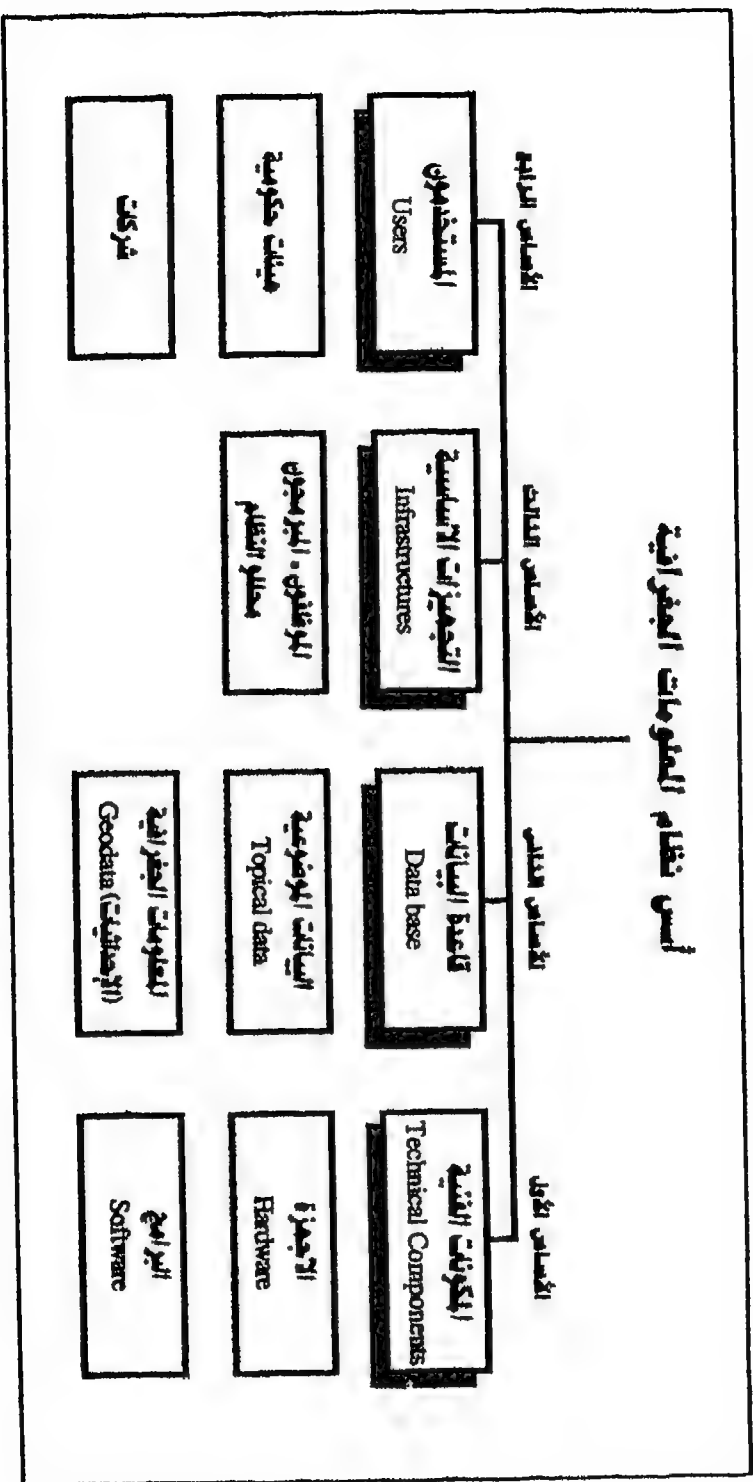 أسس نظام المعلومات الجغرافية
الأساس الأول
الأساس الثانى
الأساس الثالث
الأساس الرابع
المكونات الفنية
Technical Components
قاعدة البيانات
Data base
التجهيزات الأساسية
Infrastructures
المستخدمون
Users
الأجهزة
Hardware
البيانات الموضوعية
Topical data
الموظفون - المبرمجون
محللو النظام
هيئات حكومية
البرامج
Software
المعلومات الجغرافية
(الإحداثيات) Geodata
شركات